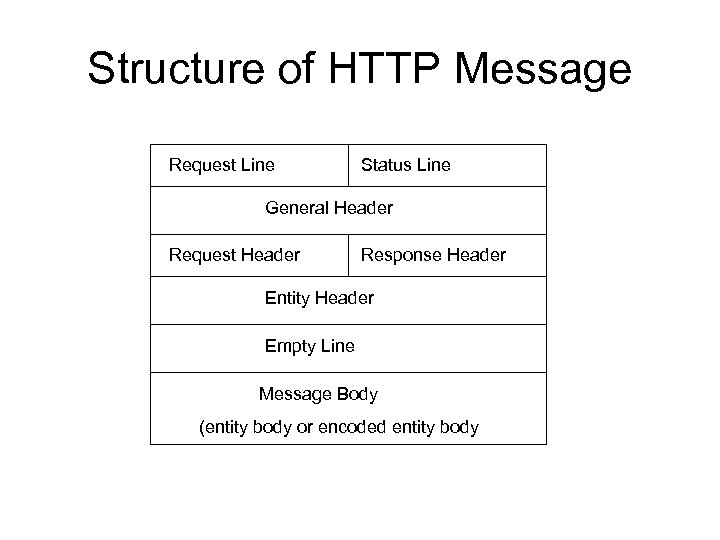 Structure of HTTP Message
Request Line Status Line
General Header
Request Header Response Header
Entity Header
Empty Line
Message Body
(entity body or encoded entity body